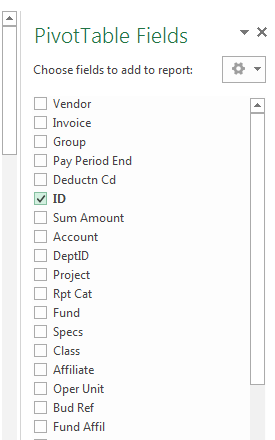 PivotTable Fields
Choose fields to add to report:
Vendor
Invoice
Group
Pay Period End
Deductn Cd
ID
Sum Amount
Account
DeptID
Project
Rpt Cat
Fund
Specs
Class
Affiliate
Oper Unit
Bud Ref
Fund Affil